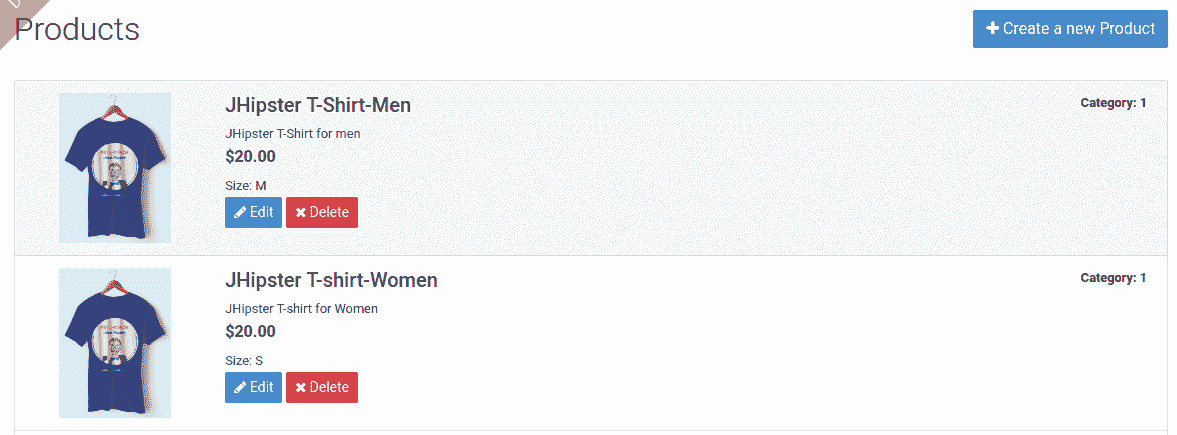 Products
Create a new Product
JHipster T-Shirt-Men
Category: 1
JHipster T-Shirt for men
$20.00
Size: M
Edit
Delete
JHipster T-shirt-Women
Category: 1
JHipster T-shirt for Women
$20.00
Size: S
Edit
Delete